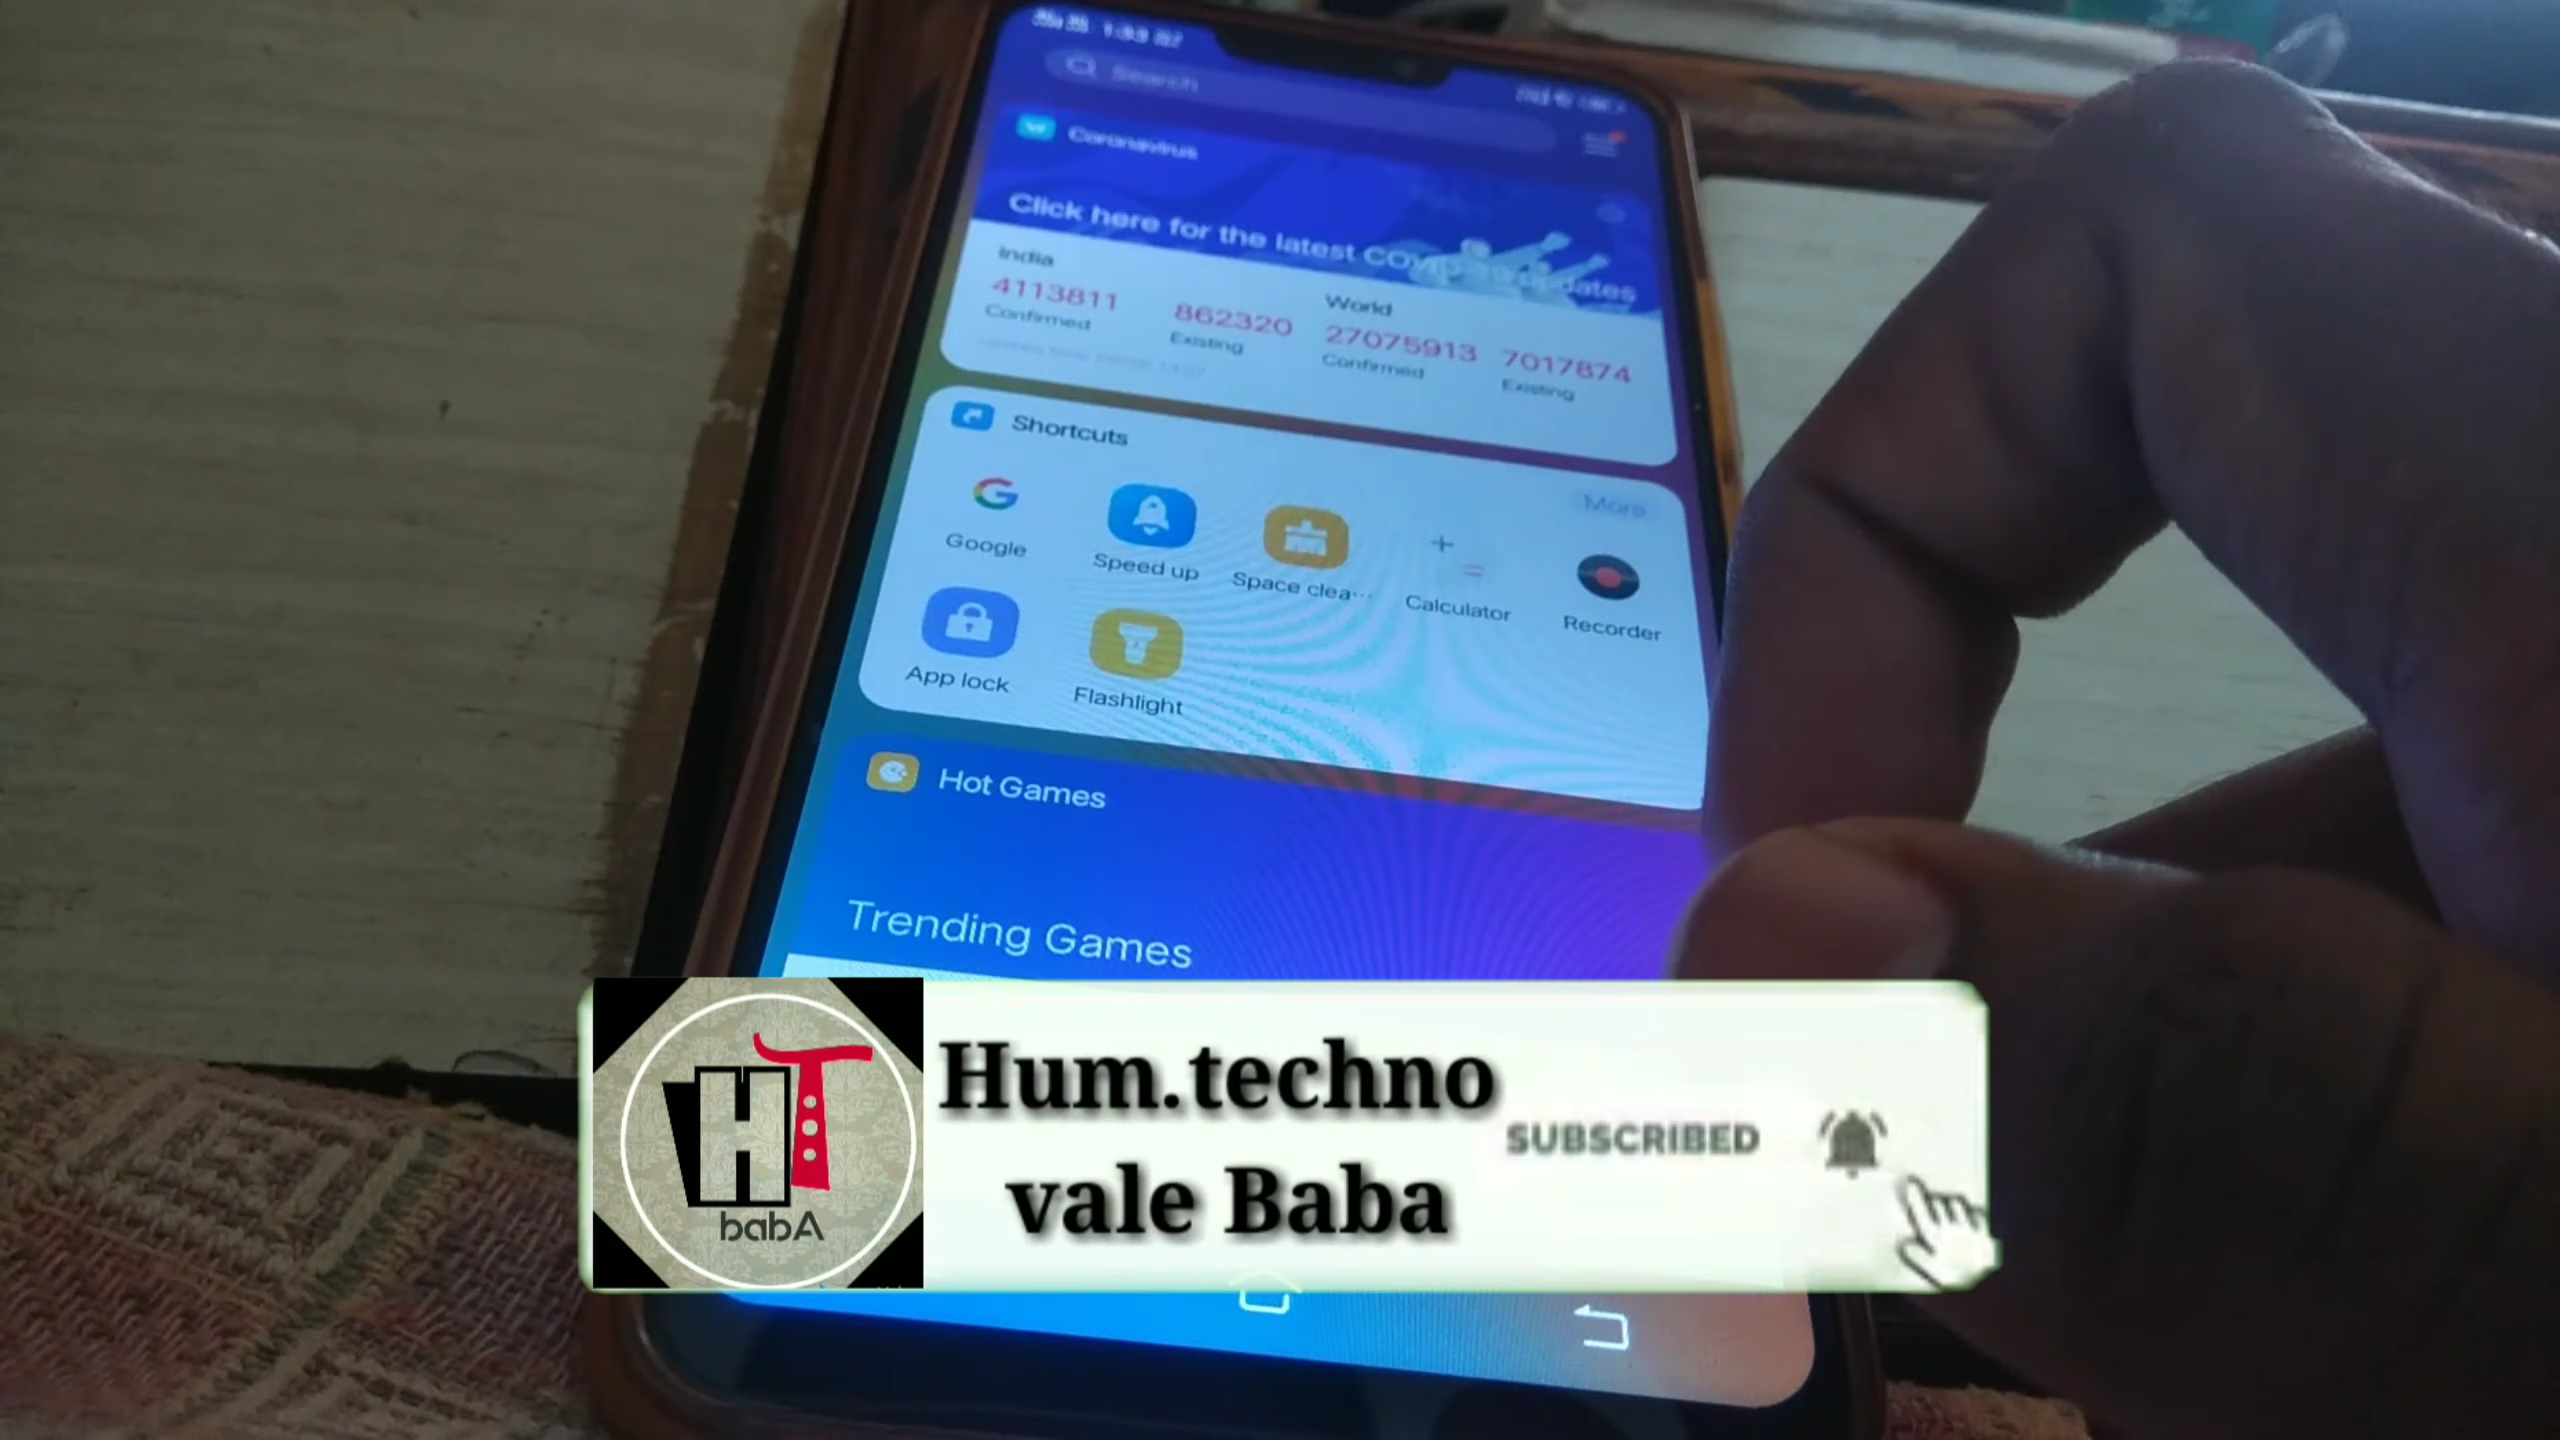 Search
Coronavirus
Click here for the latest
India
World
4113811
862320
27075913
7017874
Confirmed
Existing
Confirmed
Existing
Shortcuts
More
Google
Speed up
Space clea...
Calculator
Recorder
App lock
Flashlight
Hot Games
Trending Games
HT
babA
Hum.techno
vale Baba
SUBSCRIBED